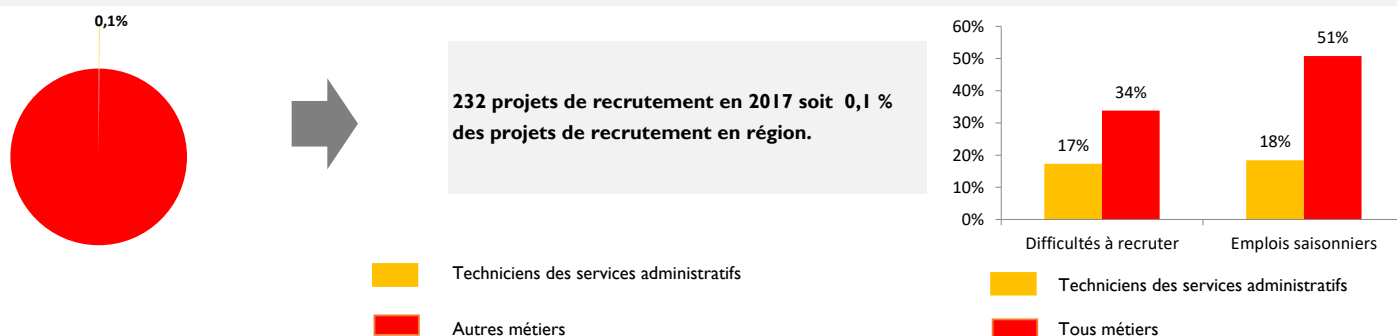 0,1%
232 projets de recrutement en 2017 soit 0,1 %
des projets de recrutement en région.
Techniciens des services administratifs
Autres métiers
60%
50%
40%
30%
20%
10%
0%
17%
34%
18%
51%
Difficultés à recruter
Emplois saisonniers
Techniciens des services administratifs
Tous métiers